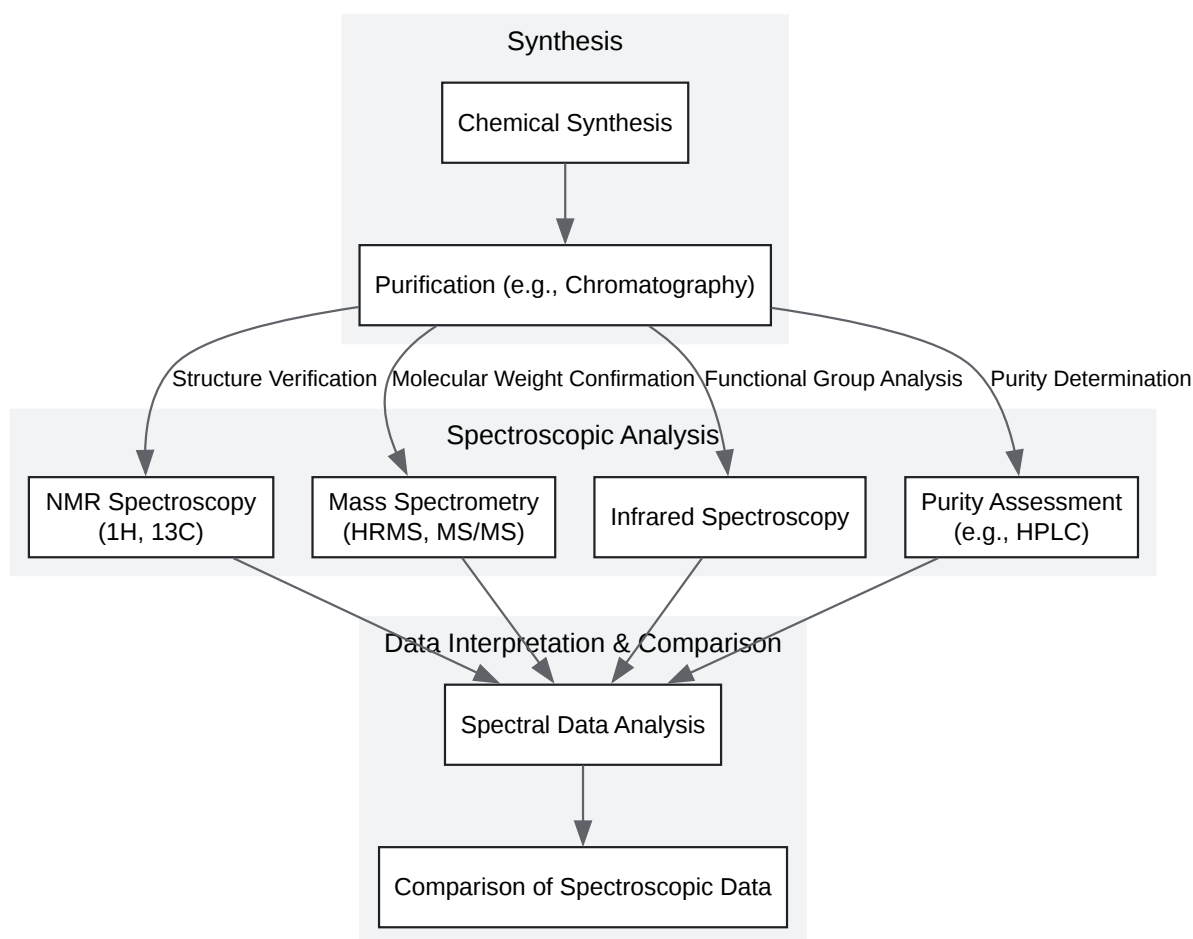 Synthesis
Chemical Synthesis
Purification (e.g., Chromatography)
Structure Verification
Molecular Weight Confirmation
Functional Group Analysis
Purity Determination
Spectroscopic Analysis
NMR Spectroscopy
(1H, 13C)
Mass Spectrometry
(HRMS, MS/MS)
Infrared Spectroscopy
Purity Assessment
(e.g., HPLC)
Data Interpretation & Comparison
Spectral Data Analysis
Comparison of Spectroscopic Data